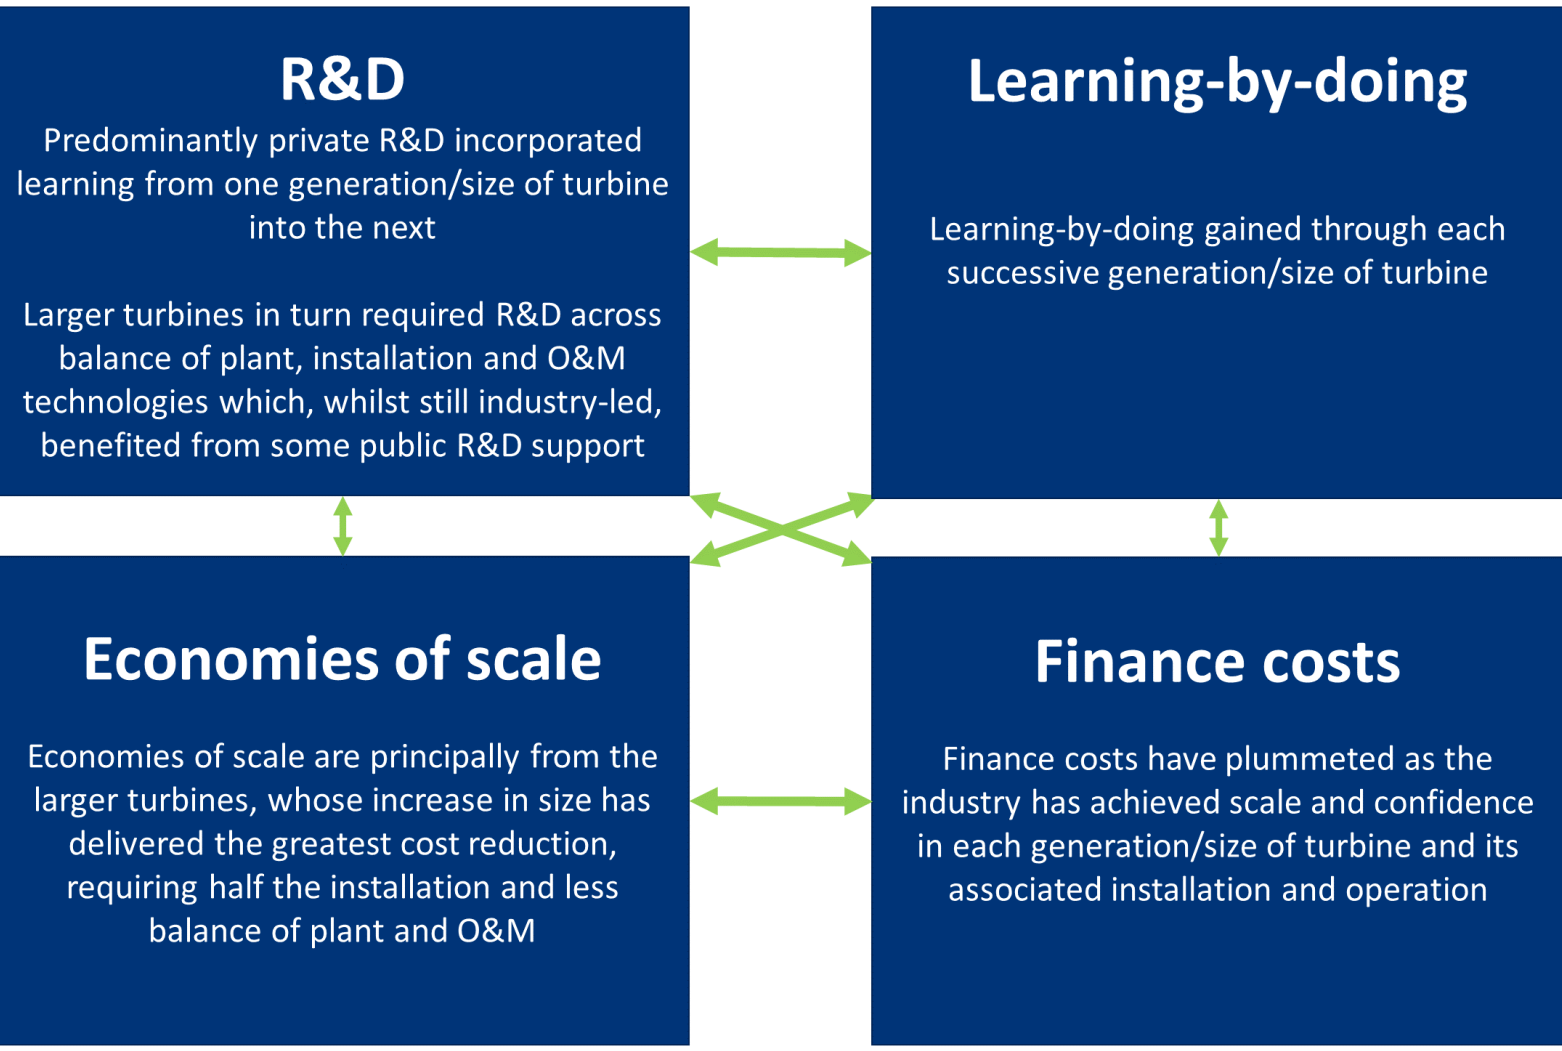 R&D
Predominantly private R&D incorporated
learning from one generation/size of turbine
into the next
Larger turbines in turn required R&D across
balance of plant, installation and O&M
technologies which, whilst still industry-led,
benefited from some public R&D support
Learning-by-doing
Learning-by-doing gained through each
successive generation/size of turbine
Economies of scale
Economies of scale are principally from the
larger turbines, whose increase in size has
delivered the greatest cost reduction,
requiring half the installation and less
balance of plant and O&M
Finance costs
Finance costs have plummeted as the
industry has achieved scale and confidence
in each generation/size of turbine and its
associated installation and operation